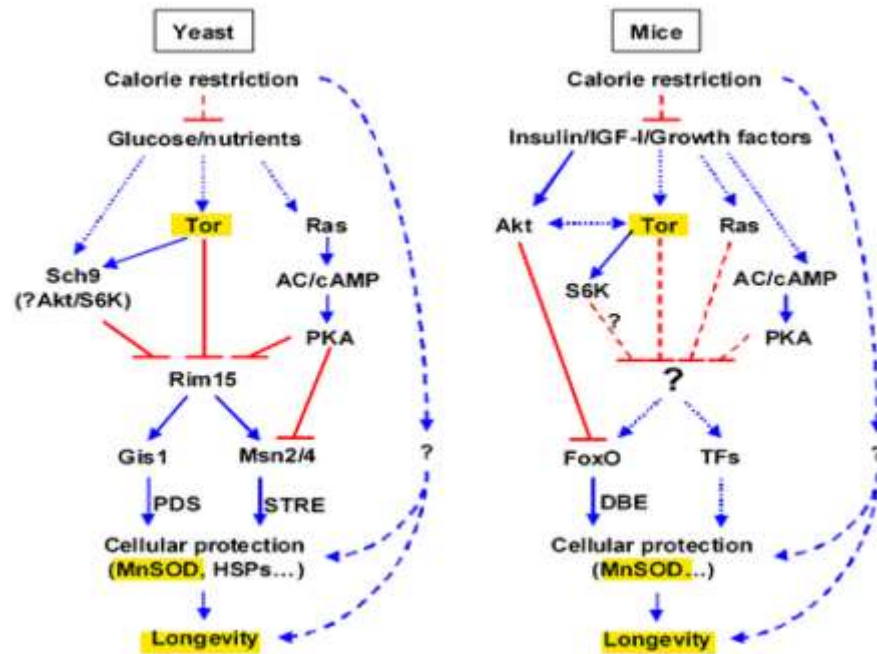 Yeast
Calorie restriction
Glucose/nutrients
Tor
Ras
Sch9
(?Akt/S6K)
AC/cAMP
PKA
Rim15
Gis1
Msn2/4
?
PDS
STRE
Cellular protection
(MnSOD, HSPs...)
Longevity
Mice
Calorie restriction
Insulin/IGF-I/Growth factors
Akt
Tor
Ras
S6K
AC/cAMP
?
PKA
?
FoxO
TFs
?
DBE
Cellular protection
(MnSOD...)
Longevity